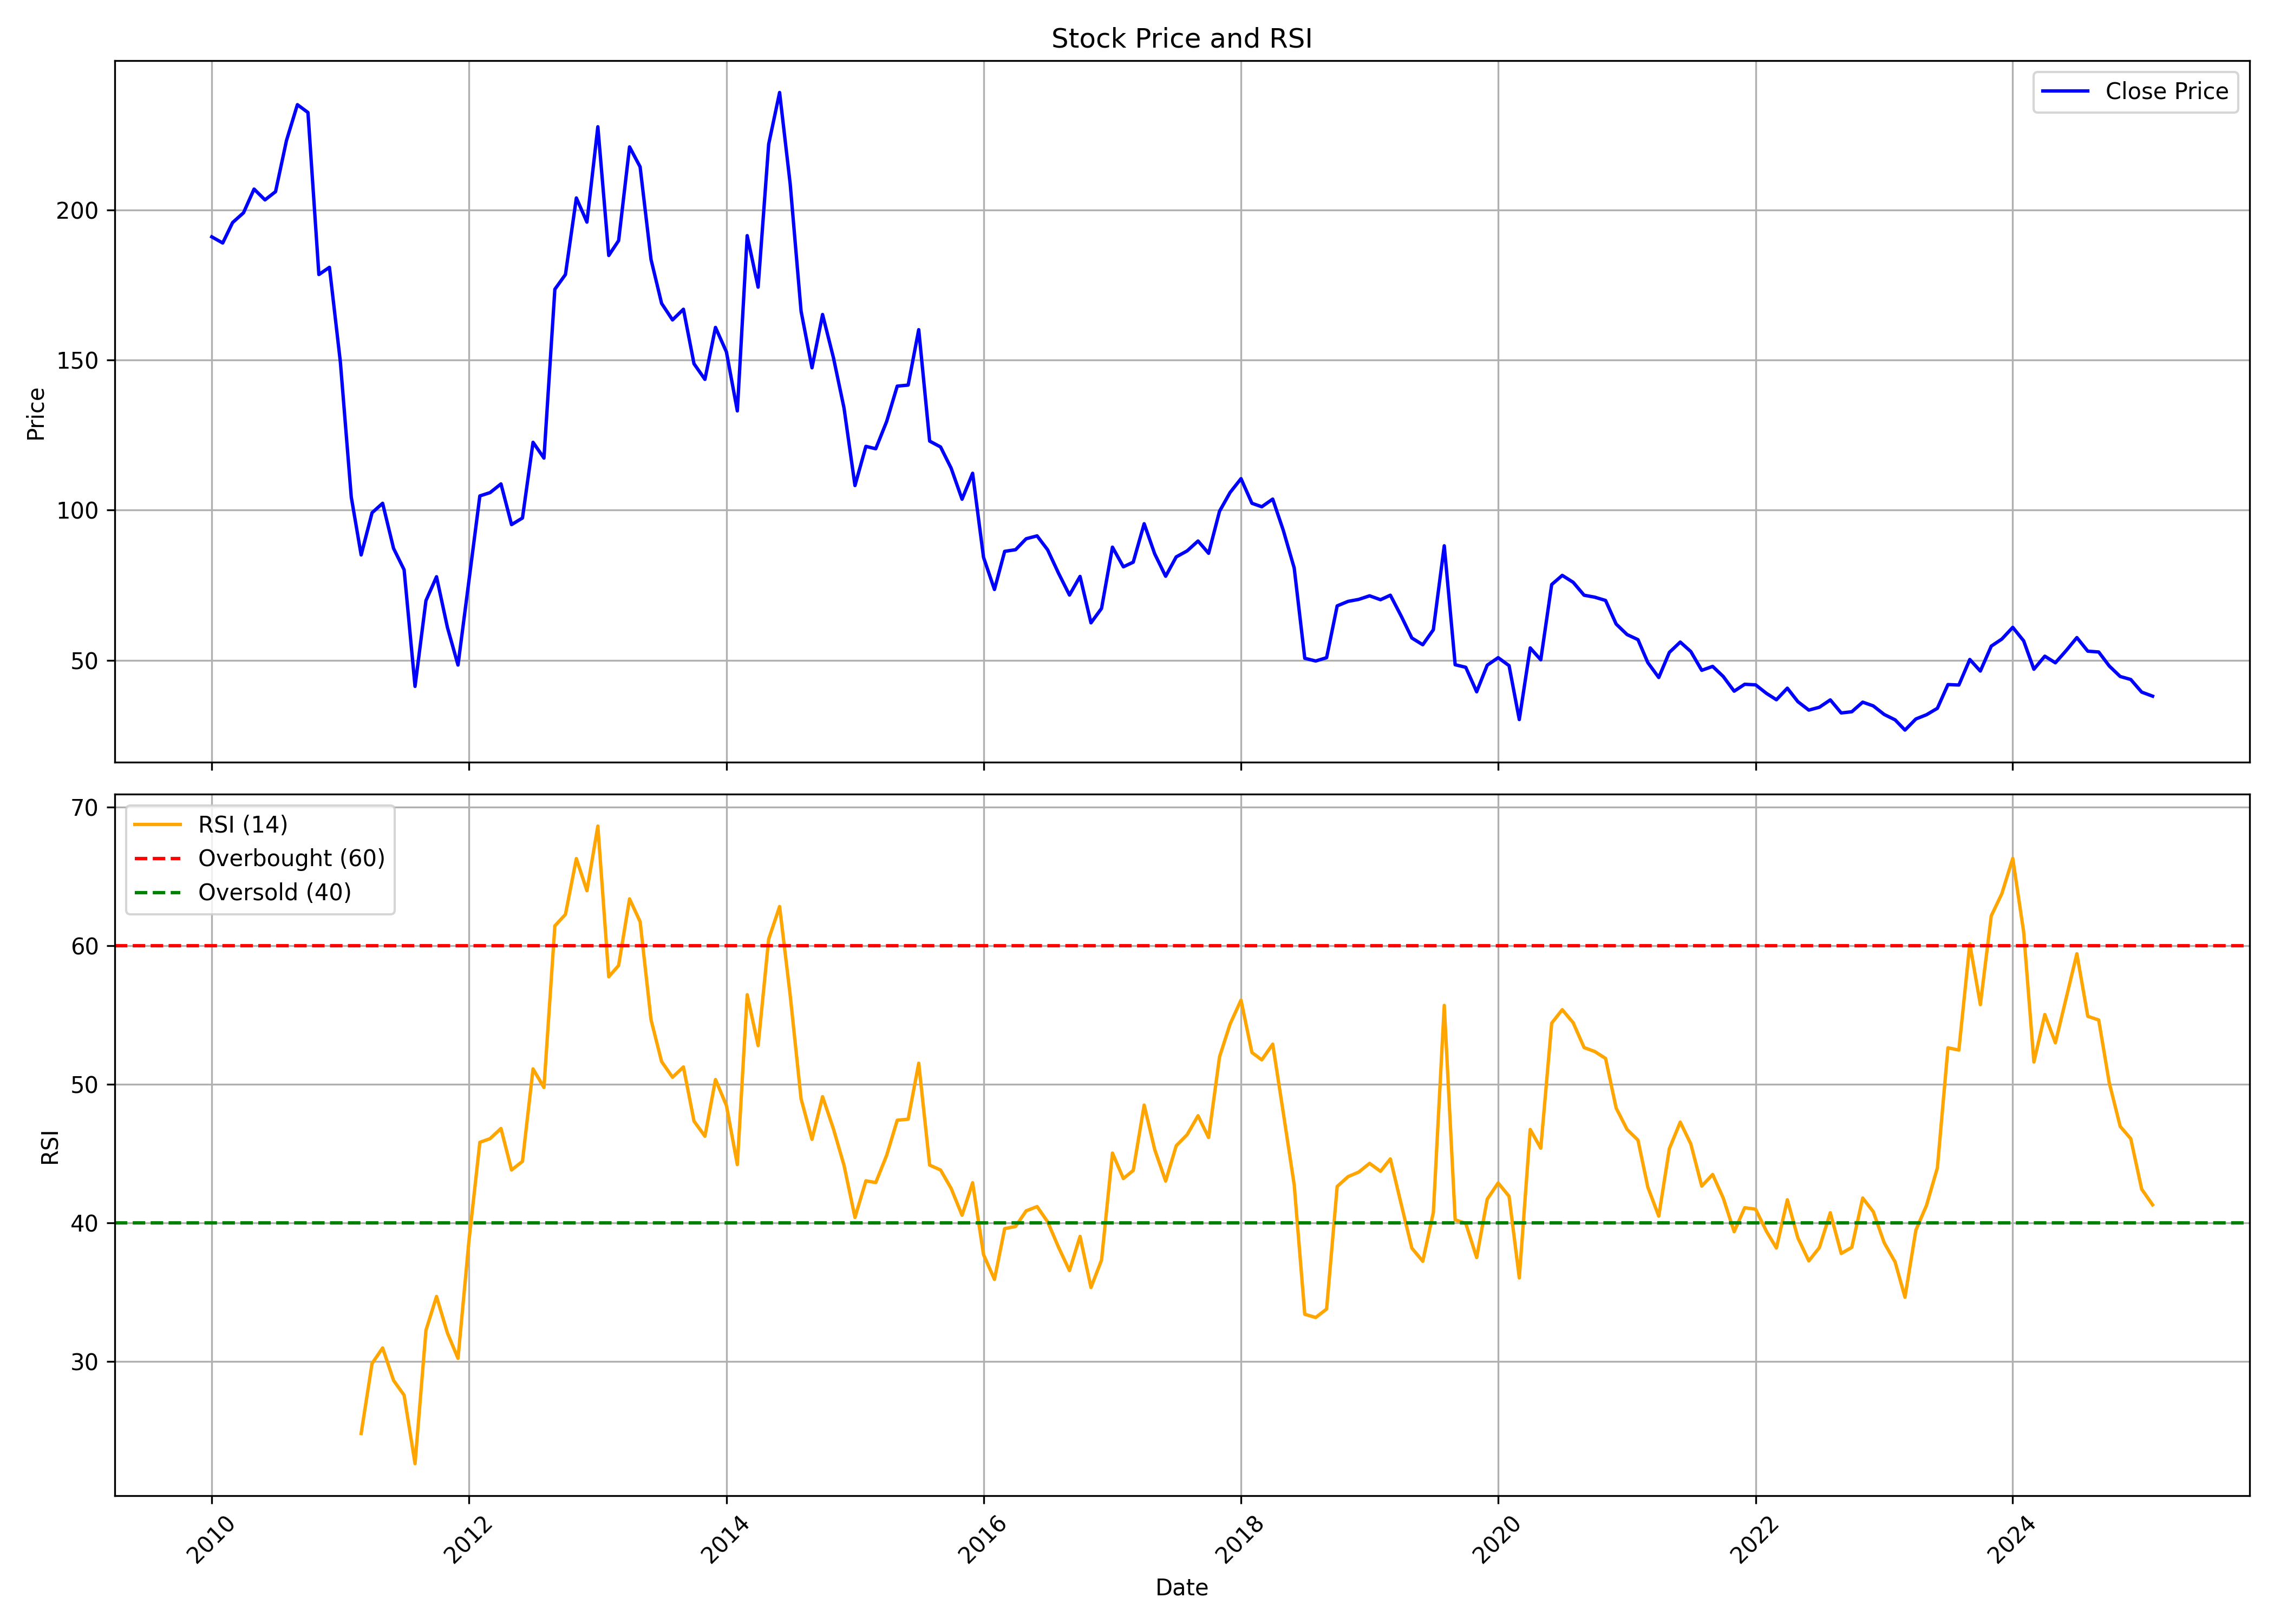 Stock Price and RSI
Close Price
Price
200
150
100
50
RSI (14)
Overbought (60)
Oversold (40)
RSI
70
60
50
40
30
2010
2012
2014
2016
2018
2020
2022
2024
Date